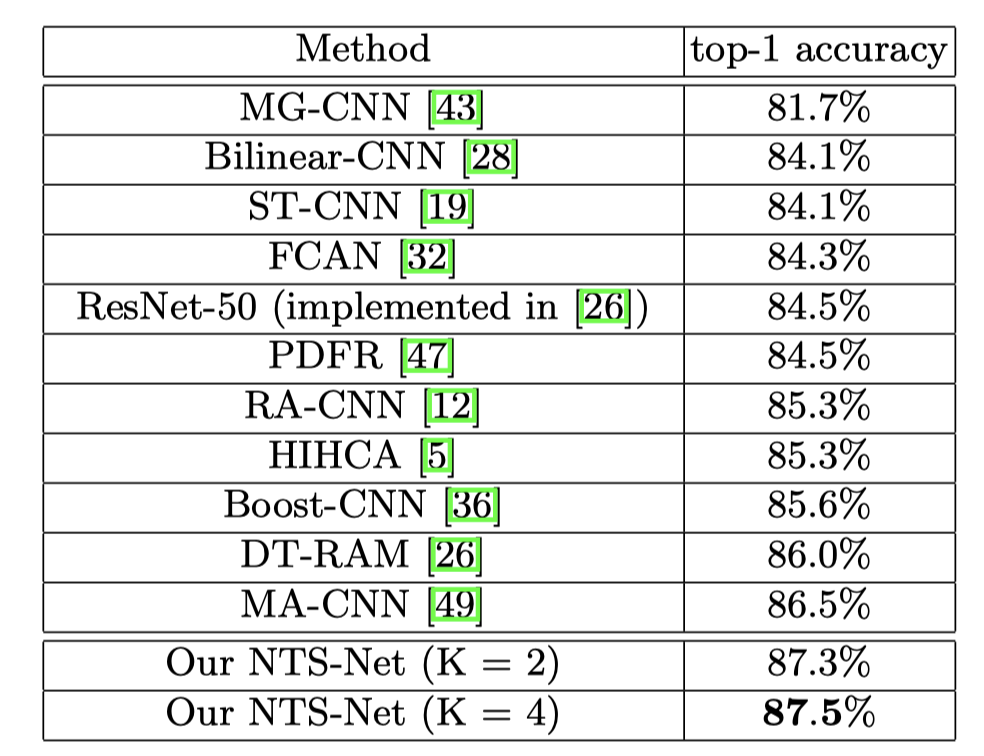 Method top-1 accuracy
MG-CNN [43] 81.7%
Bilinear-CNN [28] 84.1%
ST-CNN [19] 84.1%
FCAN [32] 84.3%
ResNet-50 (implemented in [26]) 84.5%
PDFR [47] 84.5%
RA-CNN [12] 85.3%
HIHCA [5] 85.3%
Boost-CNN [36] 85.6%
DT-RAM [26] 86.0%
MA-CNN [49] 86.5%
Our NTS-Net (K = 2) 87.3%
Our NTS-Net (K = 4) 87.5%